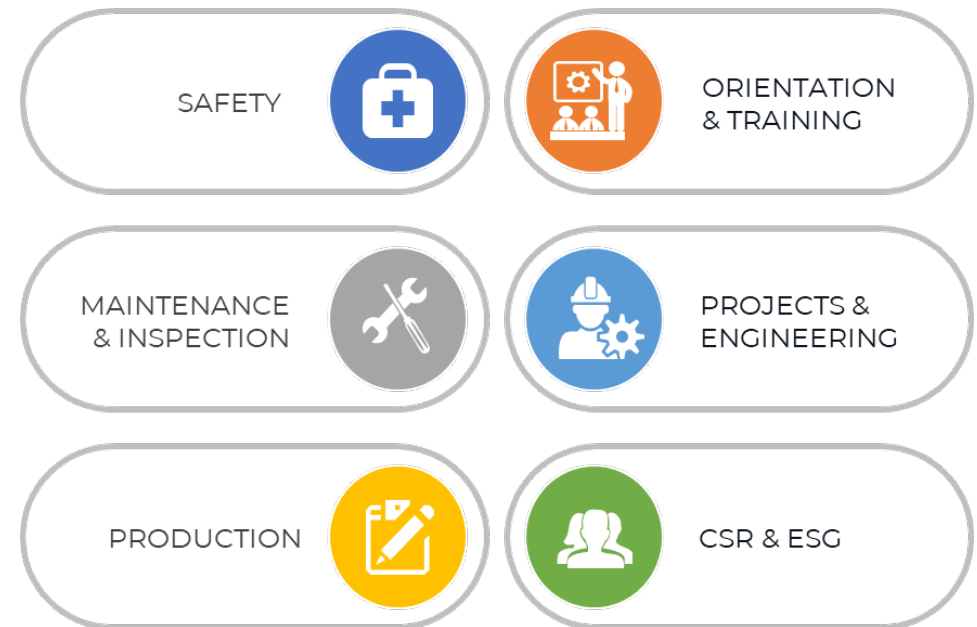 SAFETY
ORIENTATION
& TRAINING
MAINTENANCE
& INSPECTION
PROJECTS &
ENGINEERING
PRODUCTION
CSR & ESG